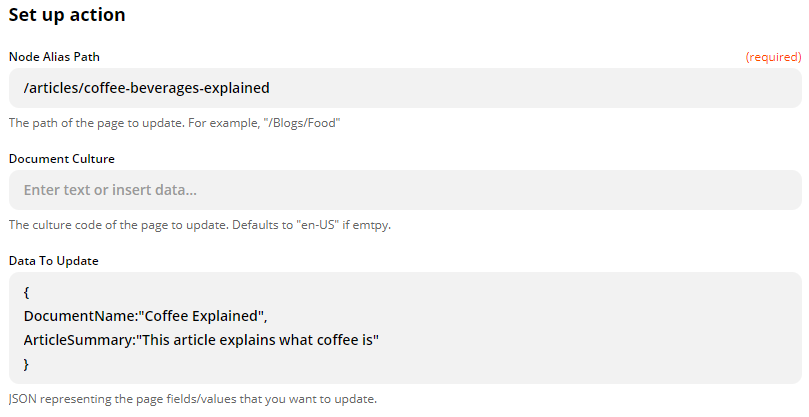 Set up action
Node Alias Path
(required)
/articles/coffee-beverages-explained
The path of the page to update. For example, "/Blogs/Food"
Document Culture
Enter text or insert data...
The culture code of the page to update. Defaults to "en-US" if emtpy.
Data To Update
{
DocumentName:"Coffee Explained",
ArticleSummary:"This article explains what coffee is"
}
JSON representing the page fields/values that you want to update.